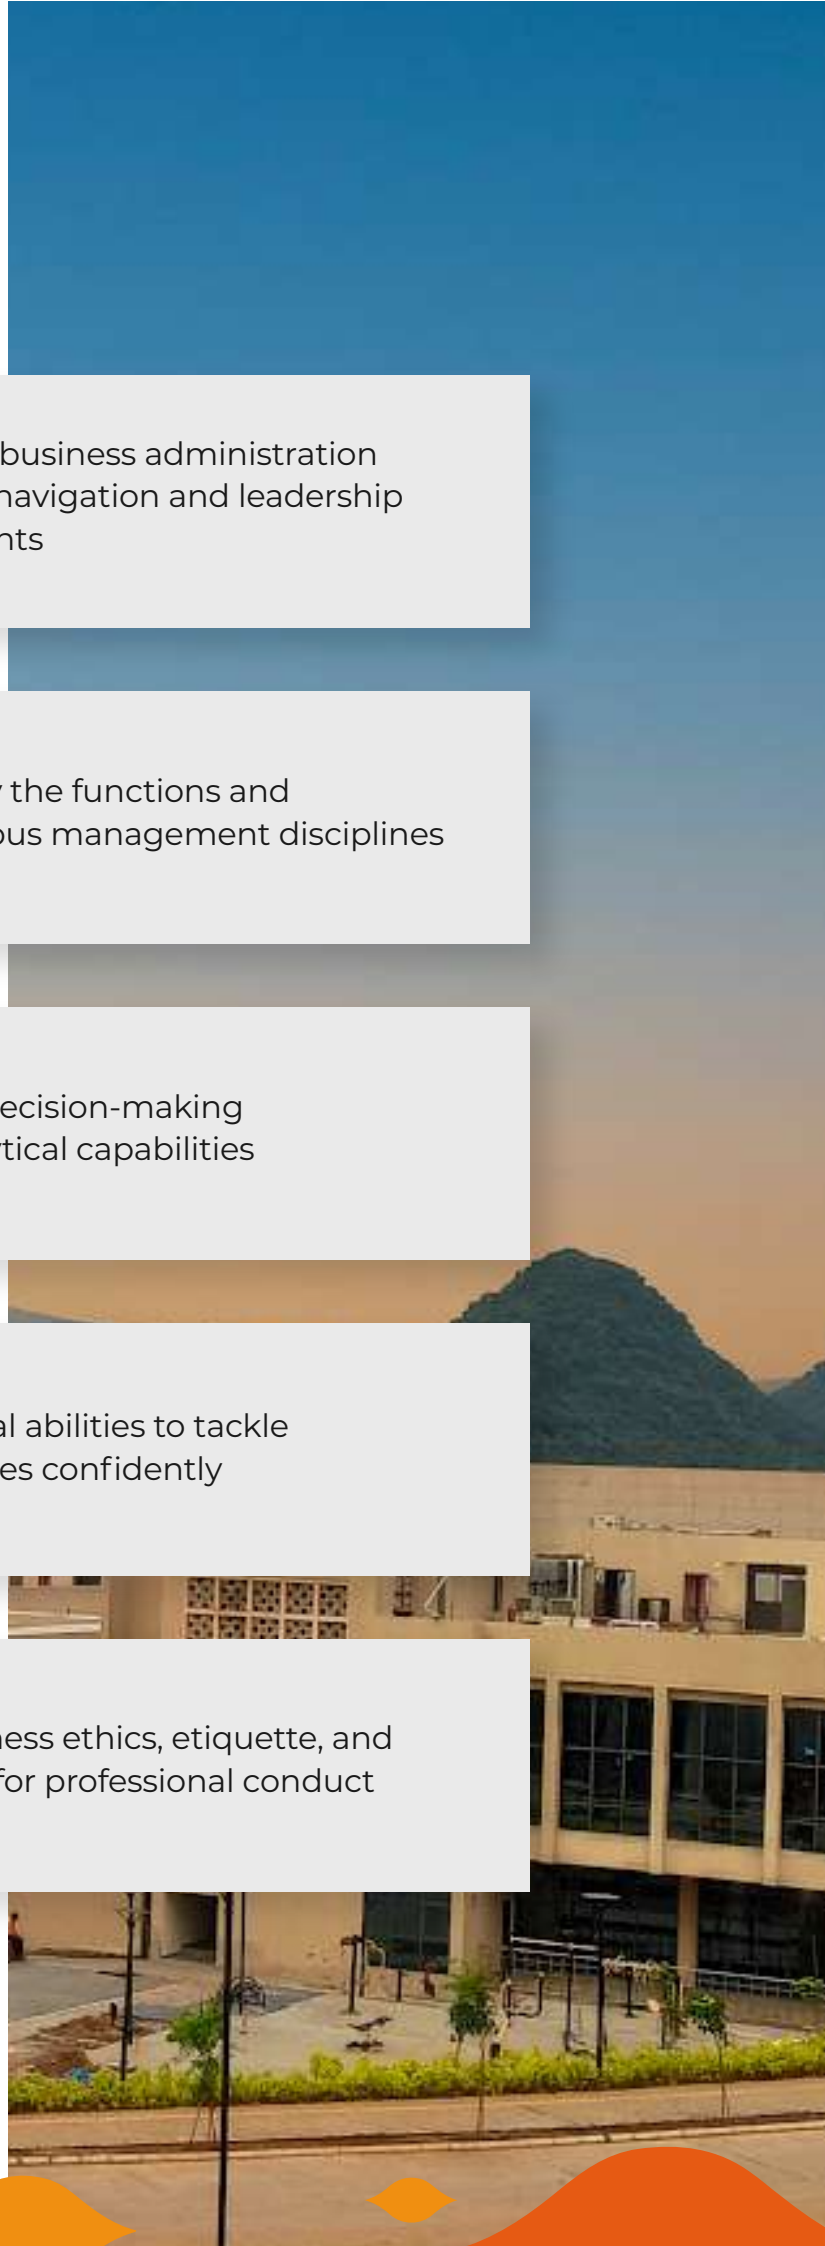 business administration
navigation and leadership
nts
the functions and
ous management disciplines
ecision-making
tical capabilities
al abilities to tackle
es confidently
ness ethics, etiquette, and
for professional conduct